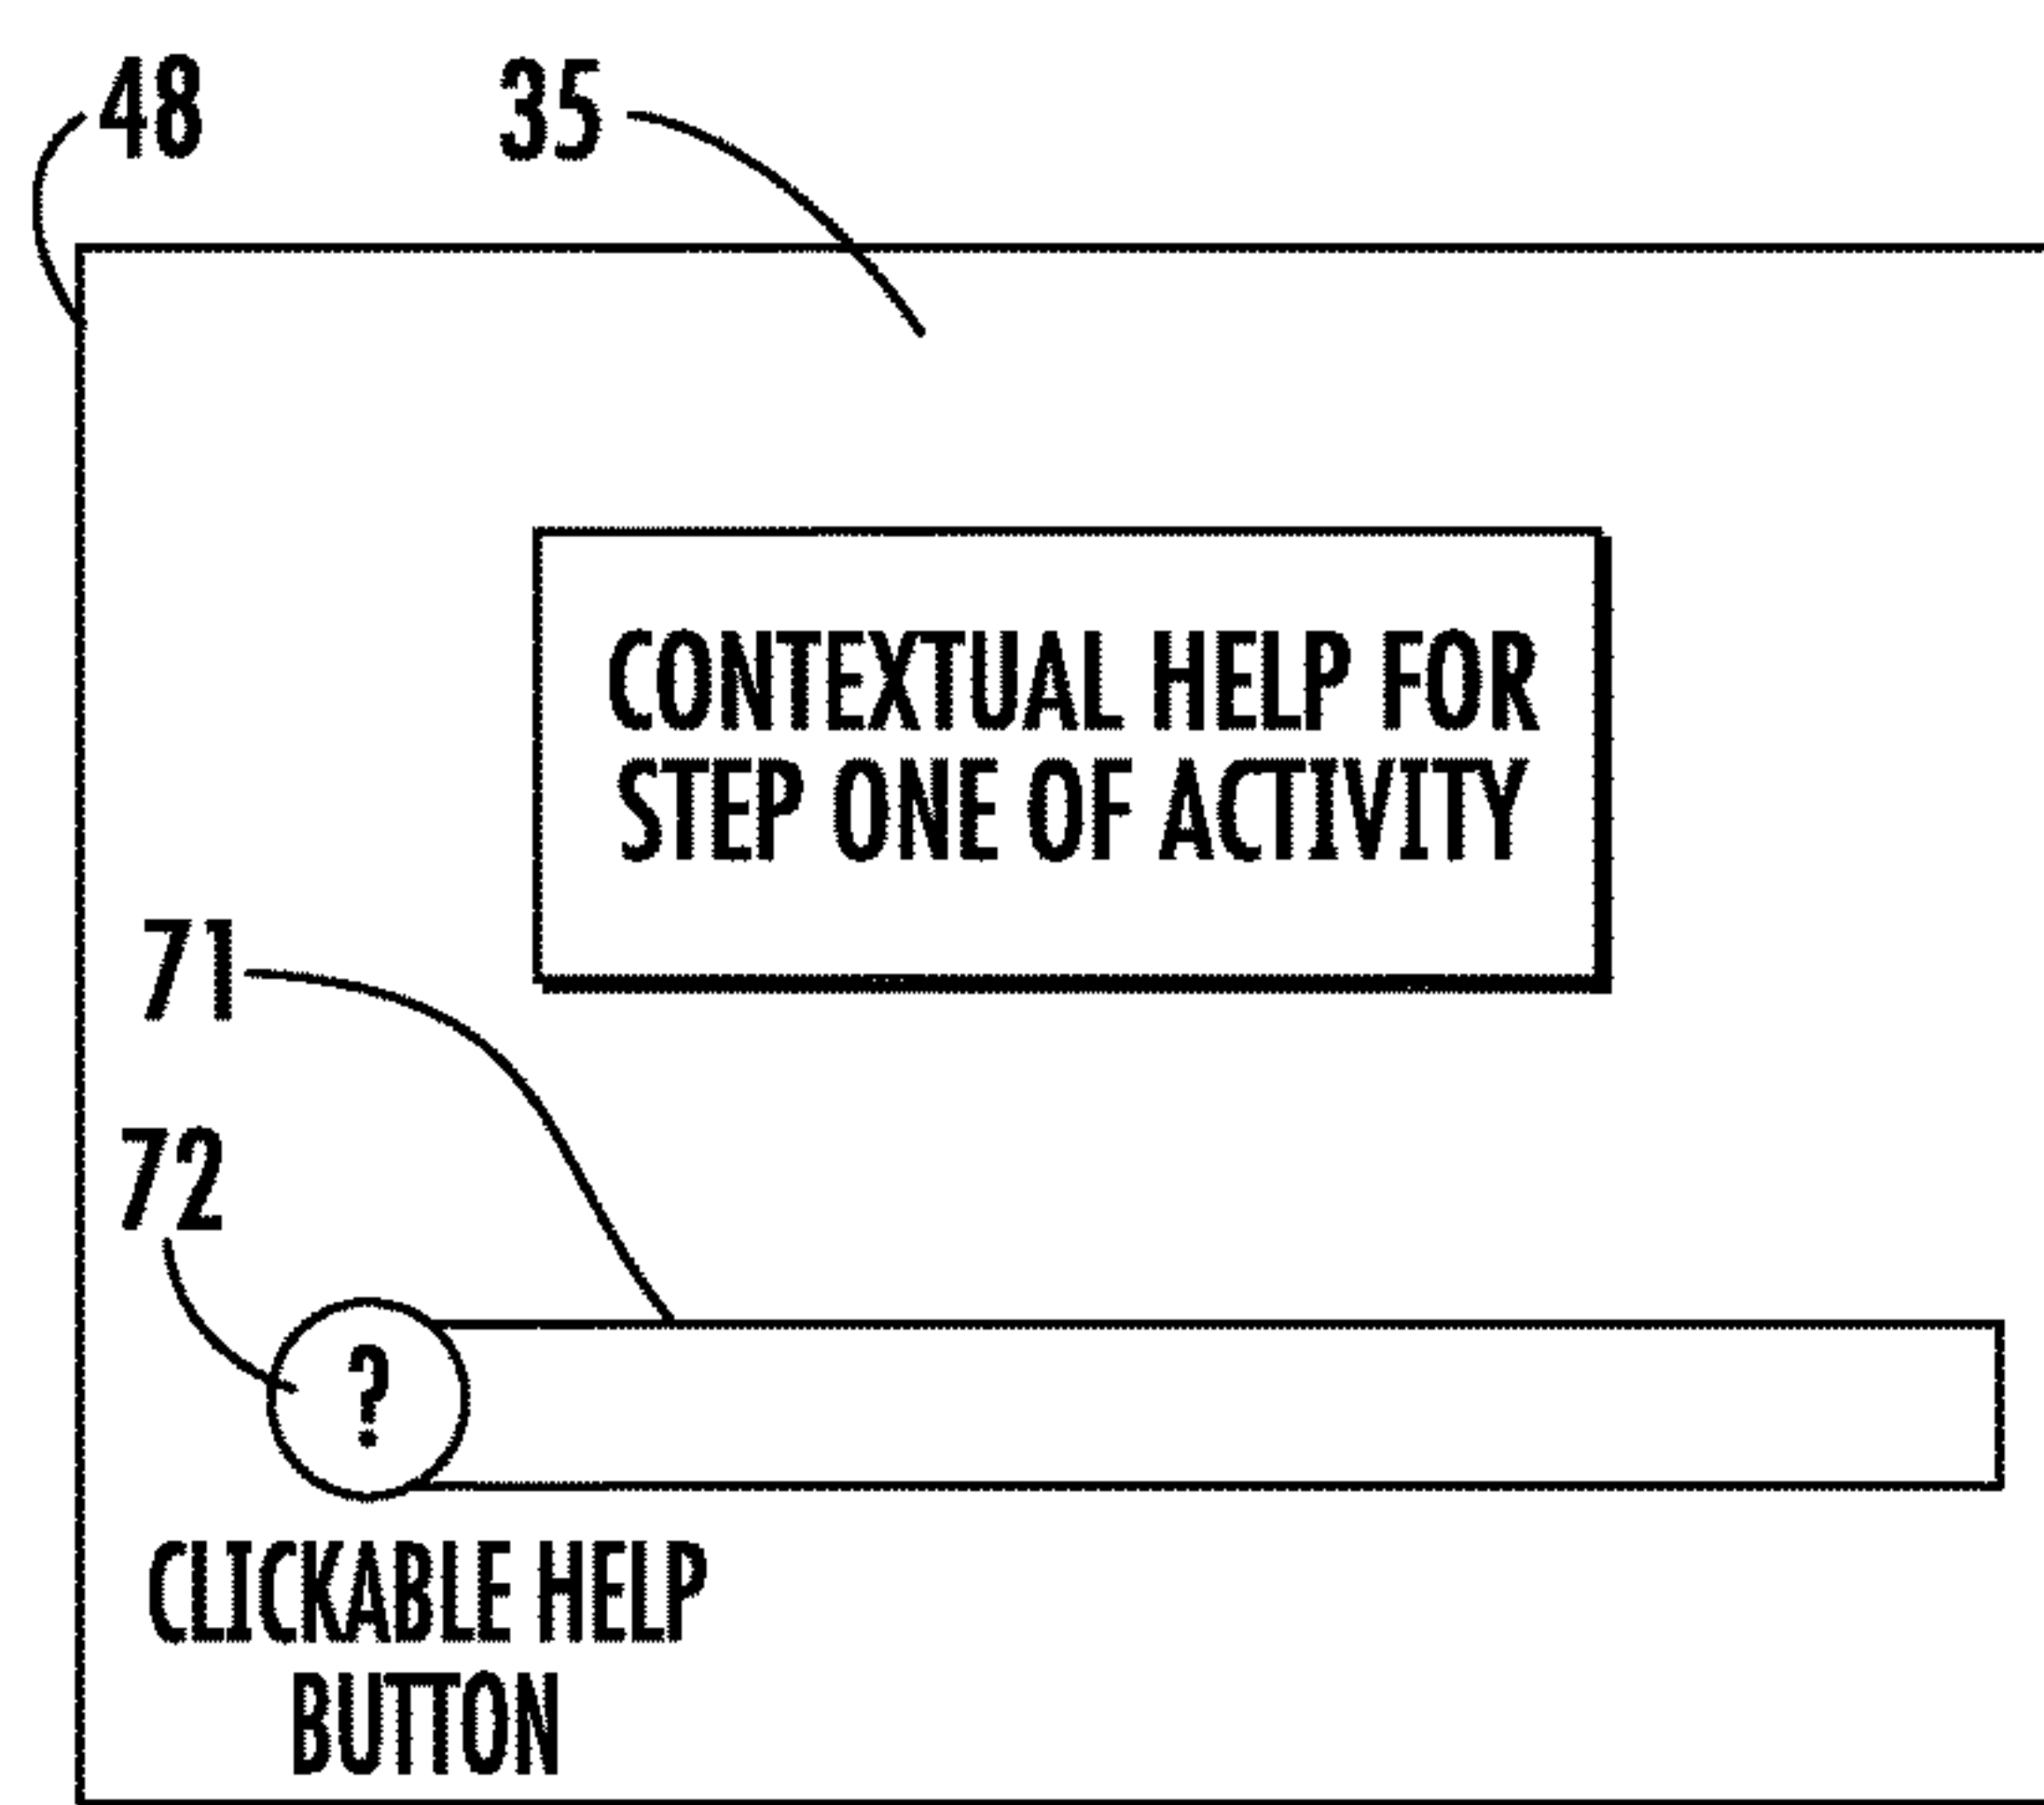 48
35
CONTEXTUAL HELP FOR
STEP ONE OF ACTIVITY
71
72
?
CLICKABLE HELP
BUTTON